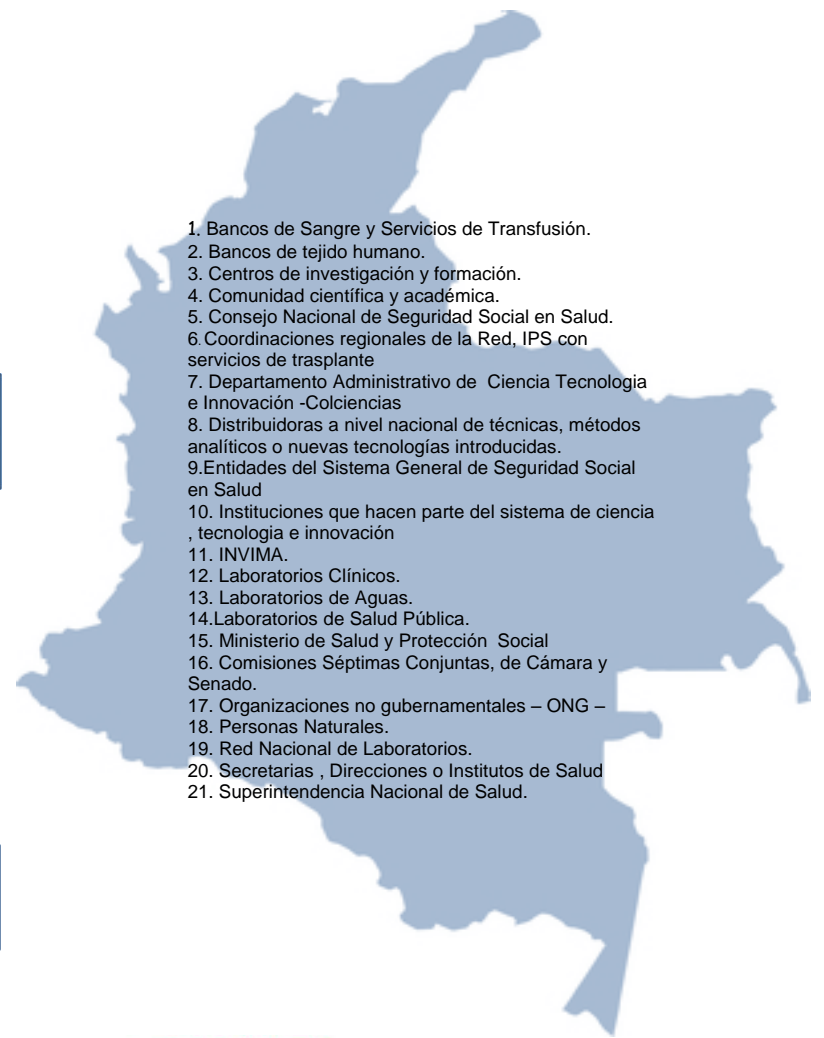 1. Bancos de Sangre y Servicios de Transfusión.
2. Bancos de tejido humano.
3. Centros de investigación y formación.
4. Comunidad científica y académica.
5. Consejo Nacional de Seguridad Social en Salud.
6. Coordinaciones regionales de la Red, IPS con
servicios de trasplante
7. Departamento Administrativo de Ciencia Tecnologia
e Innovación -Colciencias
8. Distribuidoras a nivel nacional de técnicas, métodos
analíticos o nuevas tecnologías introducidas.
9.Entidades del Sistema General de Seguridad Social
en Salud
10. Instituciones que hacen parte del sistema de ciencia
, tecnologia e innovación
11. INVIMA.
12. Laboratorios Clínicos.
13. Laboratorios de Aguas.
14.Laboratorios de Salud Pública.
15. Ministerio de Salud y Protección Social
16. Comisiones Séptimas Conjuntas, de Cámara y
Senado.
17. Organizaciones no gubernamentales – ONG –
18. Personas Naturales.
19. Red Nacional de Laboratorios.
20. Secretarias , Direcciones o Institutos de Salud
21. Superintendencia Nacional de Salud.